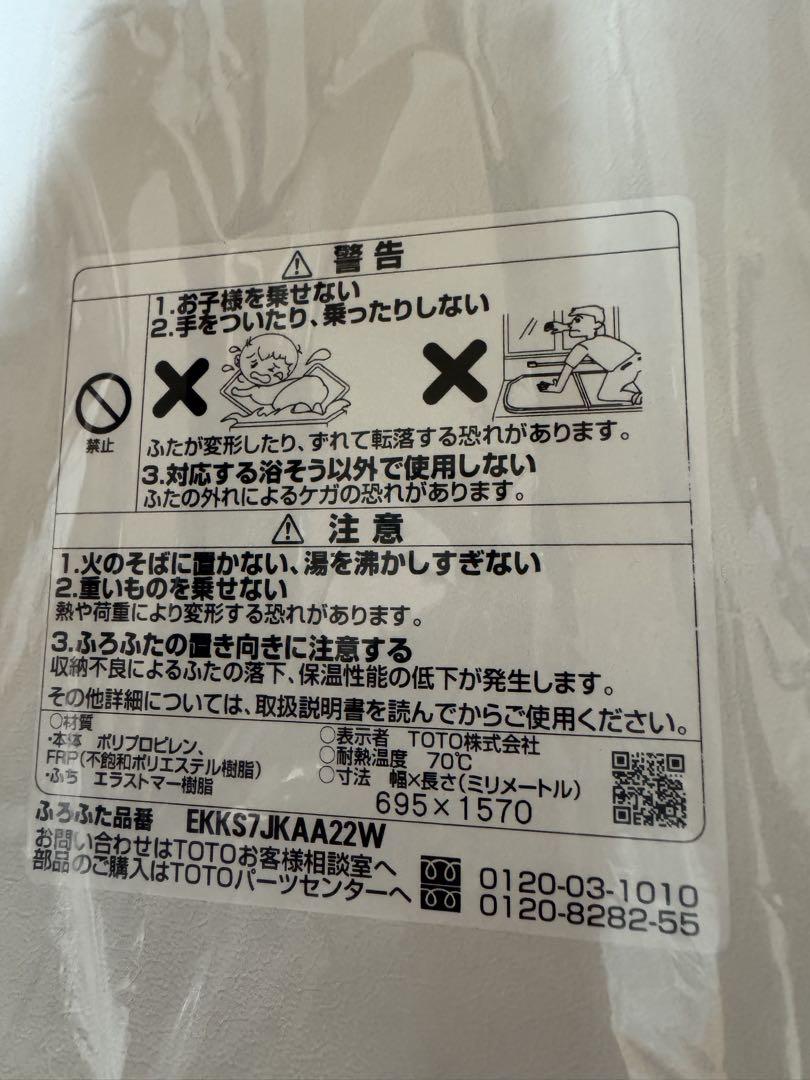 警告
禁止
1.お子様を乗せない
2.手をついたり、乗ったりしない
ふたが変形したり、ずれて転落する恐れがあります。
3.対応する浴そう以外で使用しない
ふたの外れによるケガの恐れがあります。
注意
1.火のそばに置かない、湯を沸かしすぎない
2.重いものを乗せない
熱や荷重により変形する恐れがあります。
3.ふろふたの置き向きに注意する
収納不良によるふたの落下、保温性能の低下が発生します。
その他詳細については、取扱説明書を読んでからご使用ください。
○材質
・本体 ポリプロピレン、
FRP(不飽和ポリエステル樹脂)
・ふち エラストマー樹脂
○表示者 TOTO株式会社
○耐熱温度 70℃
○寸法 幅×長さ(ミリメートル)
695×1570
ふろふた品番 EKKS7JKAA22W
お問い合わせはTOTOお客様相談室へ 0120-03-1010
部品のご購入はTOTOパーツセンターへ 0120-8282-55